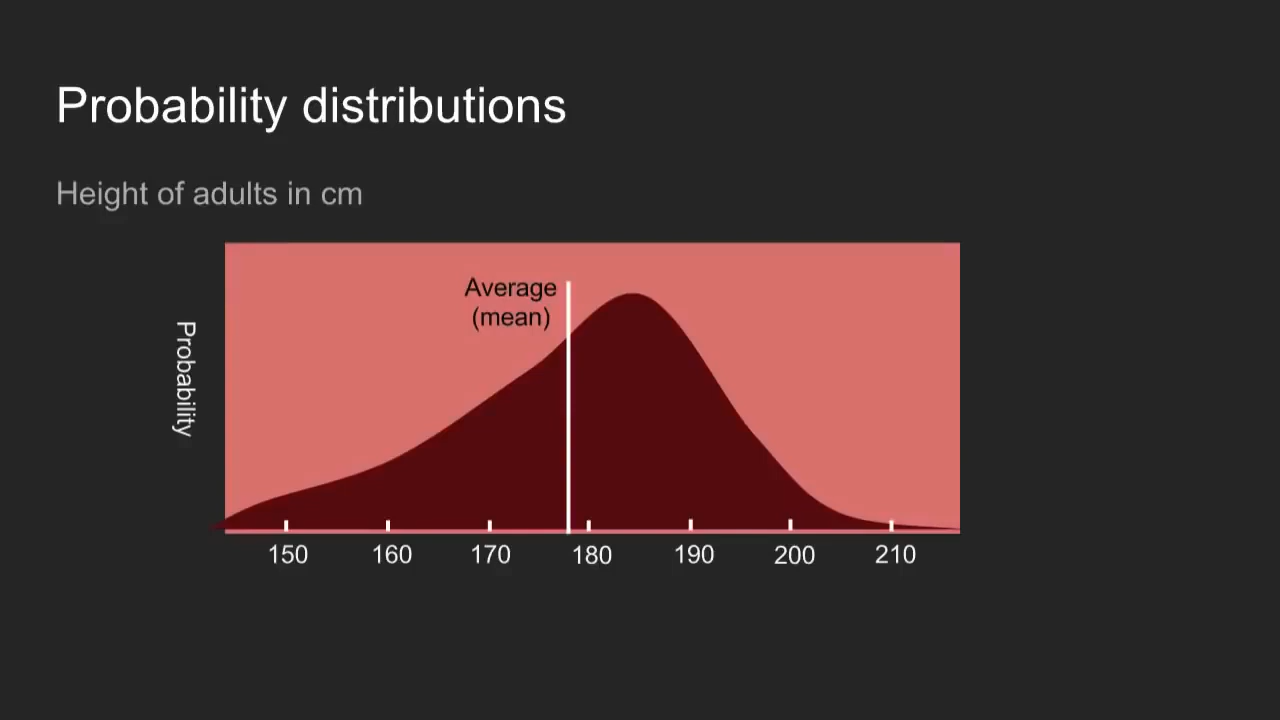 Probability distributions
Height of adults in cm
Average
(mean)
Probability
150 160 170 180 190 200 210